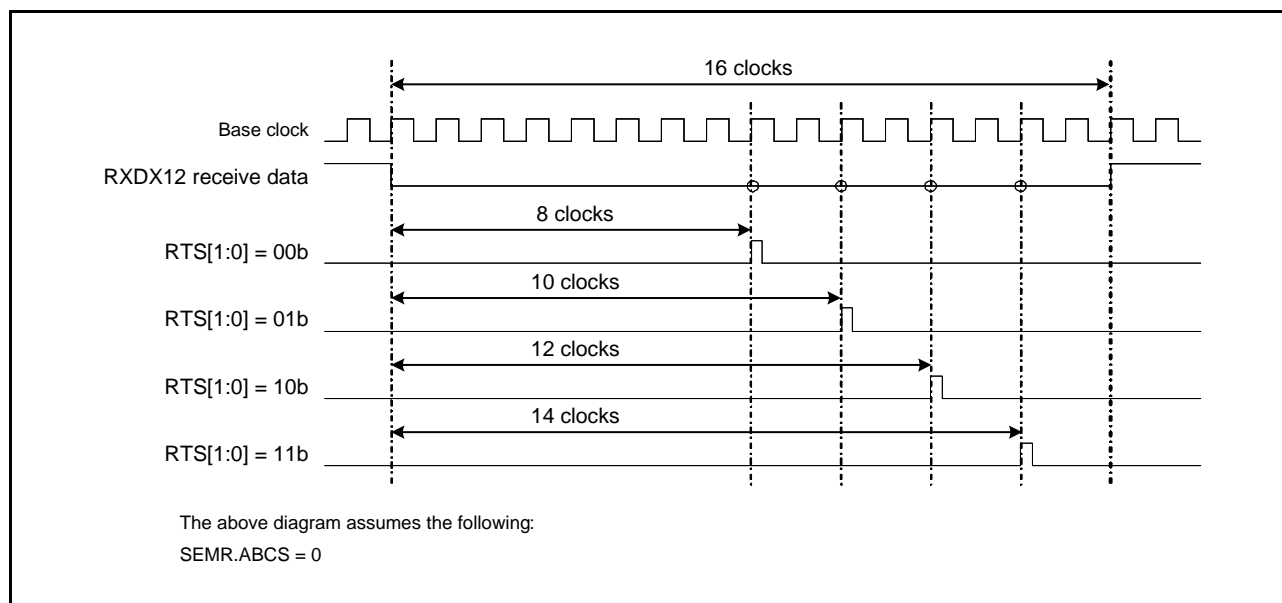 16 clocks
Base clock
RXDX12 receive data
8 clocks
RTS[1:0] = 00b
10 clocks
RTS[1:0] = 01b
12 clocks
RTS[1:0] = 10b
14 clocks
RTS[1:0] = 11b
The above diagram assumes the following:
SEMR.ABCS = 0